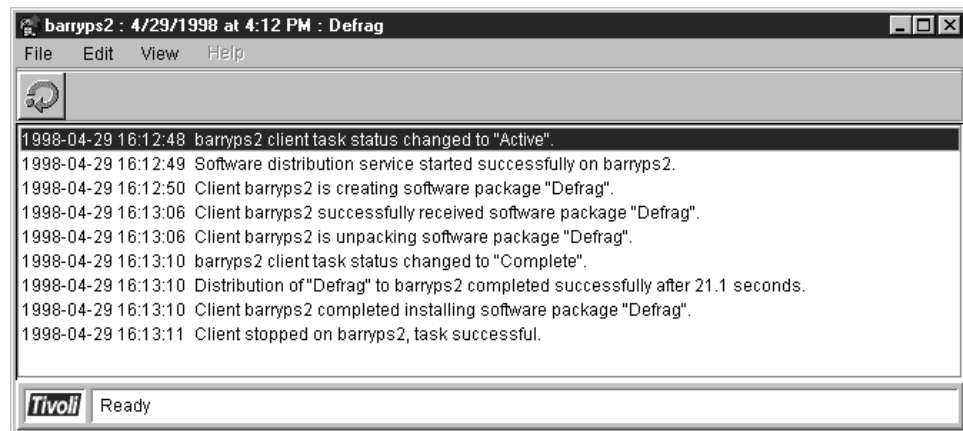 barryps2 : 4/29/1998 at 4:12 PM : Defrag
File Edit View Help
1998-04-29 16:12:48 barryps2 client task status changed to "Active".
1998-04-29 16:12:49 Software distribution service started successfully on barryps2.
1998-04-29 16:12:50 Client barryps2 is creating software package "Defrag".
1998-04-29 16:13:06 Client barryps2 successfully received software package "Defrag".
1998-04-29 16:13:06 Client barryps2 is unpacking software package "Defrag".
1998-04-29 16:13:10 barryps2 client task status changed to "Complete".
1998-04-29 16:13:10 Distribution of "Defrag" to barryps2 completed successfully after 21.1 seconds.
1998-04-29 16:13:10 Client barryps2 completed installing software package "Defrag".
1998-04-29 16:13:11 Client stopped on barryps2, task successful.
Tivoli Ready